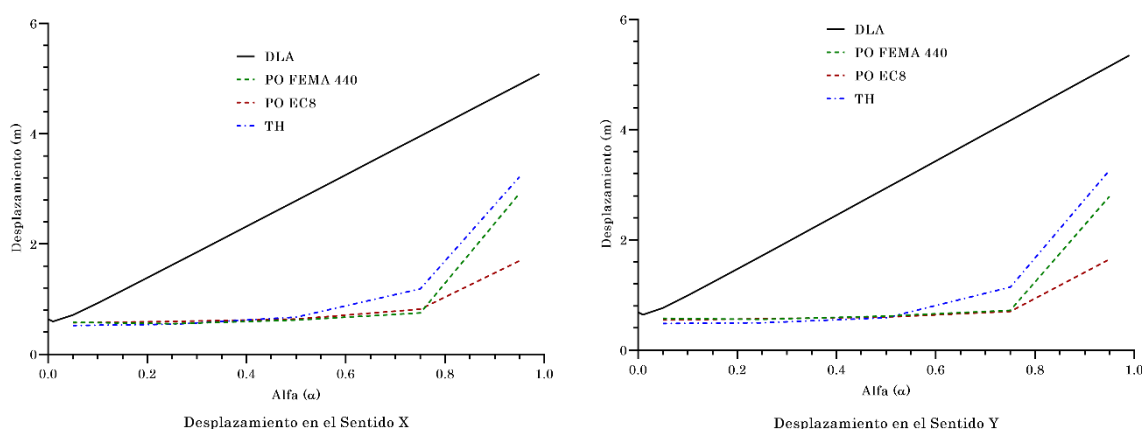 6
4
2
0
Desplazamiento (m)
DLA
PO FEMA 440
PO EC8
TH
0.0 0.2 0.4 0.6 0.8 1.0
Alfa (α)
Desplazamiento en el Sentido X
6
4
2
0
Desplazamiento (m)
DLA
PO FEMA 440
PO EC8
TH
0.0 0.2 0.4 0.6 0.8 1.0
Alfa (α)
Desplazamiento en el Sentido Y